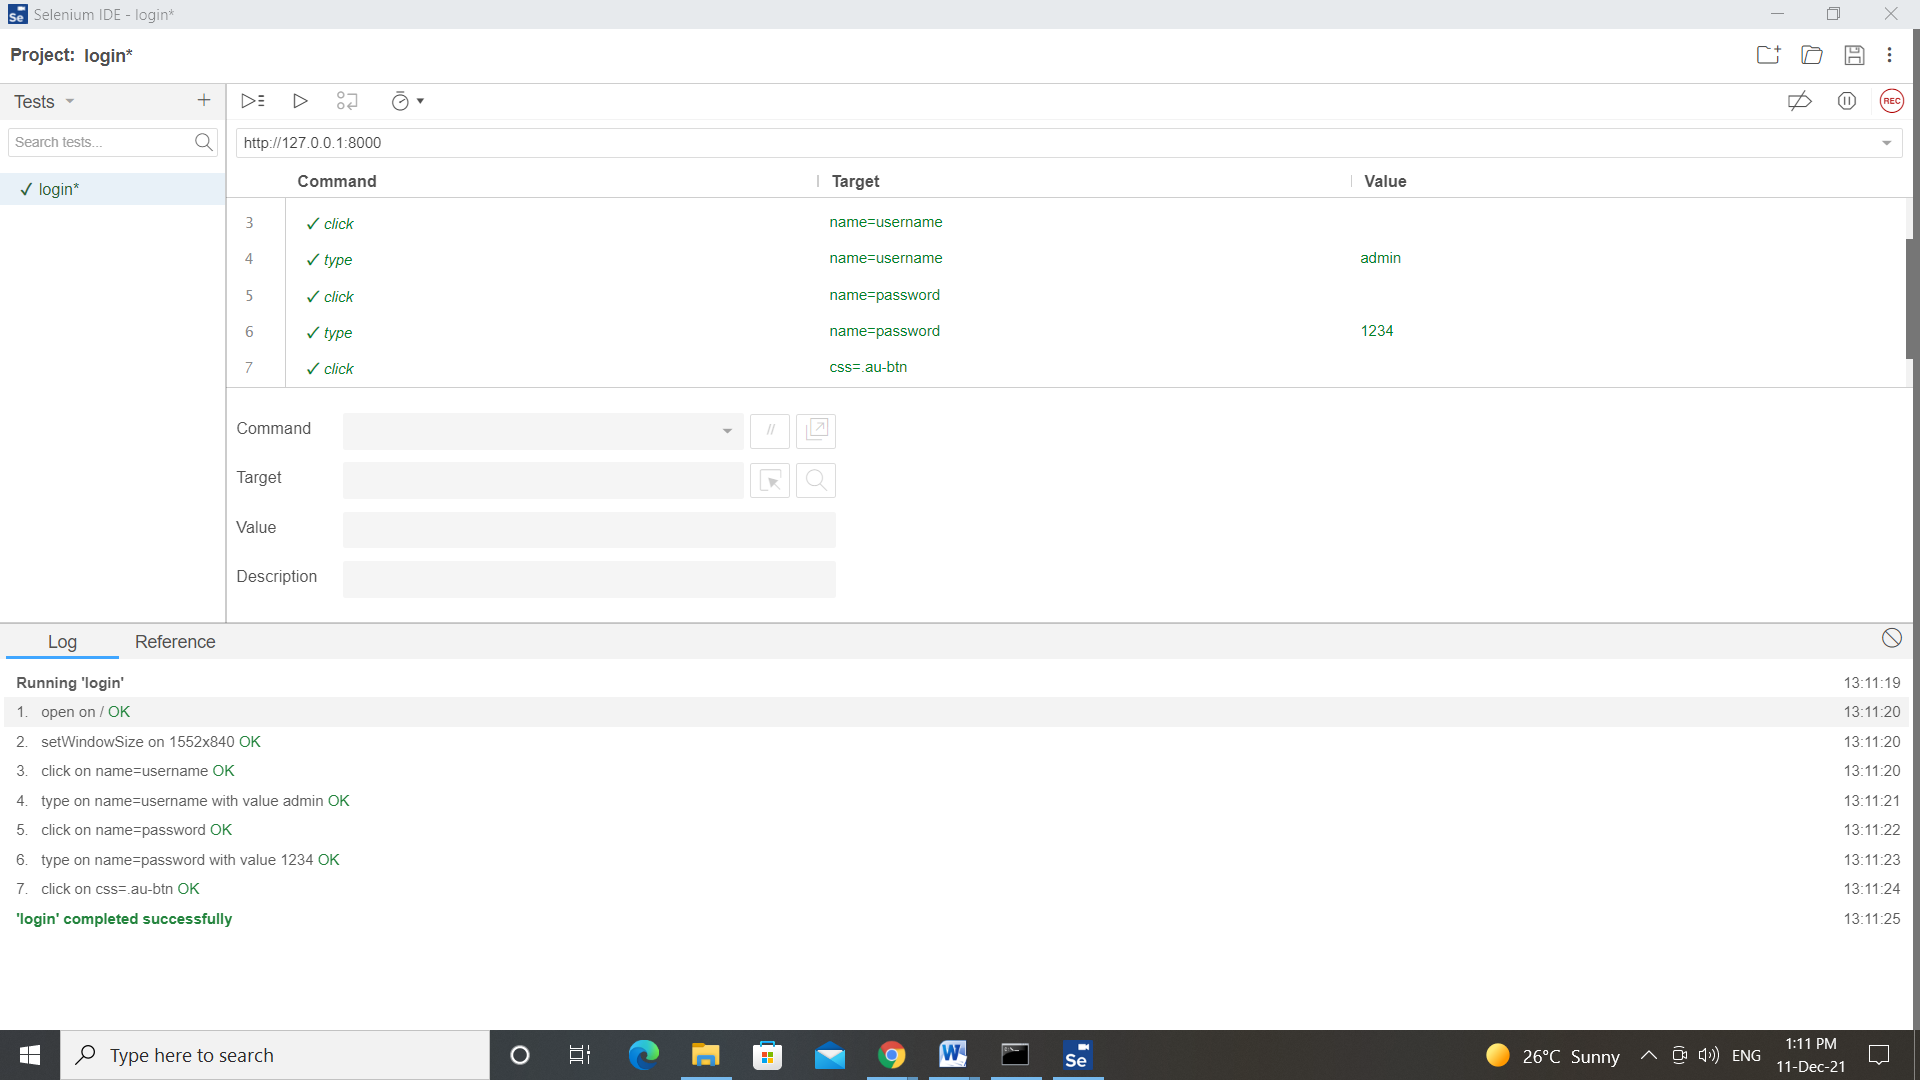 Selenium IDE - login*
Project: login*
Tests
Search tests...
✓ login*
REC
http://127.0.0.1:8000
Command Target Value
3 ✓ click name=username
4 ✓ type name=username admin
5 ✓ click name=password
6 ✓ type name=password 1234
7 ✓ click css=.au-btn
Command //
Target
Value
Description
Log Reference
Running 'login' 13:11:19
1. open on / OK 13:11:20
2. setWindowSize on 1552x840 OK 13:11:20
3. click on name=username OK 13:11:20
4. type on name=username with value admin OK 13:11:21
5. click on name=password OK 13:11:22
6. type on name=password with value 1234 OK 13:11:23
7. click on css=.au-btn OK 13:11:24
'login' completed successfully 13:11:25
Type here to search
Se
26°C Sunny
ENG
1:11 PM
11-Dec-21